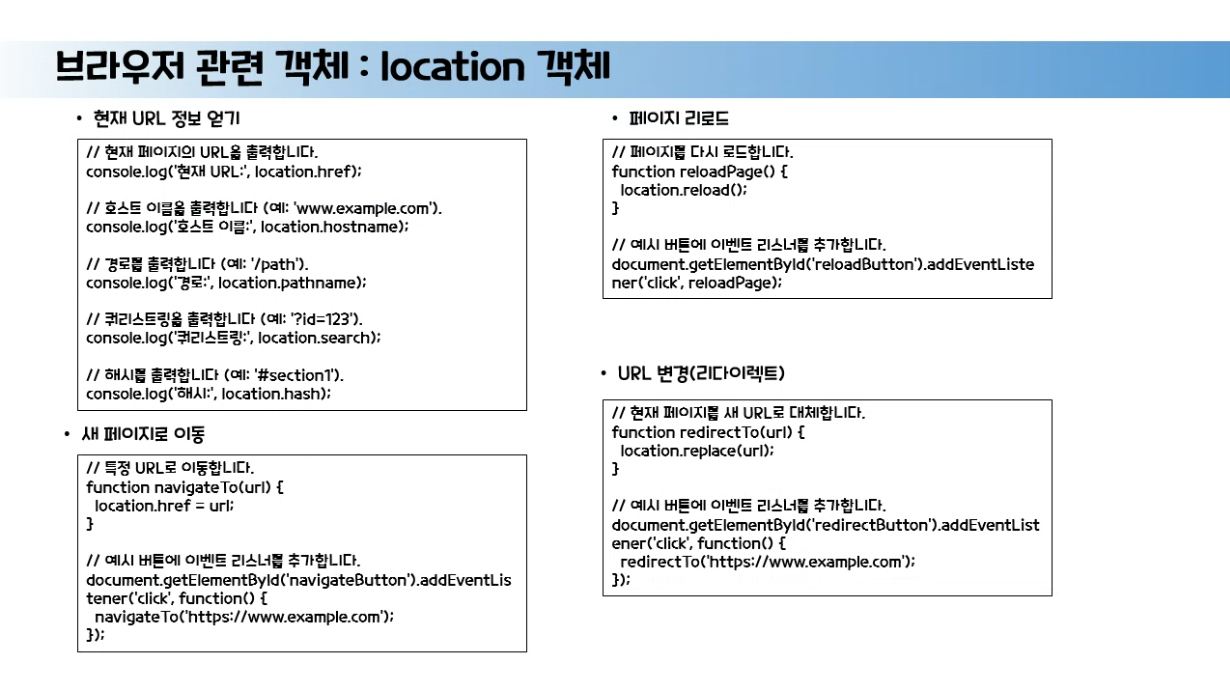 브라우저 관련 객체 : location 객체
• 현재 URL 정보 얻기
// 현재 페이지의 URL을 출력합니다.
console.log('현재 URL:', location.href);
// 호스트 이름을 출력합니다 (예: 'www.example.com').
console.log('호스트 이름:', location.hostname);
// 경로를 출력합니다 (예: '/path').
console.log('경로:', location.pathname);
// 쿼리스트링을 출력합니다 (예: '?id=123').
console.log('쿼리스트링:', location.search);
// 해시를 출력합니다 (예: '#section1').
console.log('해시:', location.hash);
• 새 페이지로 이동
// 특정 URL로 이동합니다.
function navigateTo(url) {
location.href = url;
}
// 예시 버튼에 이벤트 리스너를 추가합니다.
document.getElementById('navigateButton').addEventLis
tener('click', function() {
navigateTo('https://www.example.com');
});
• 페이지 리로드
// 페이지를 다시 로드합니다.
function reloadPage() {
location.reload();
}
// 예시 버튼에 이벤트 리스너를 추가합니다.
document.getElementById('reloadButton').addEventListe
ner('click', reloadPage);
• URL 변경(리다이렉트)
// 현재 페이지를 새 URL로 대체합니다.
function redirectTo(url) {
location.replace(url);
}
// 예시 버튼에 이벤트 리스너를 추가합니다.
document.getElementById('redirectButton').addEventList
ener('click', function() {
redirectTo('https://www.example.com');
});